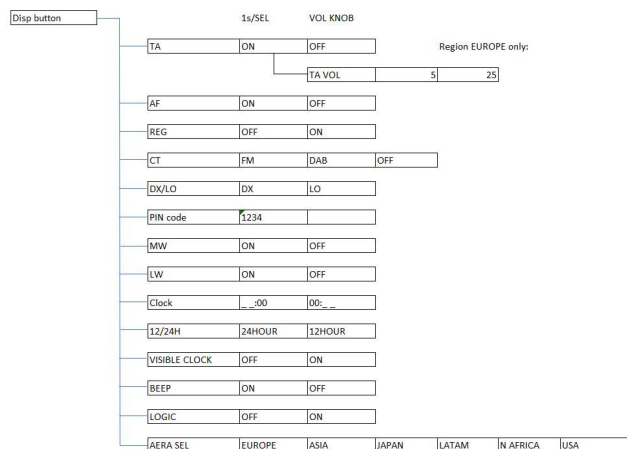 Disp button 1s/SEL VOL KNOB
TA ON OFF Region EUROPE only:
TA VOL 5 25
AF ON OFF
REG OFF ON
CT FM DAB OFF
DX/LO DX LO
PIN code 1234
MW ON OFF
LW ON OFF
Clock _ _:00 00:_ _
12/24H 24HOUR 12HOUR
VISIBLE CLOCK OFF ON
BEEP ON OFF
LOGIC OFF ON
AERA SEL EUROPE ASIA JAPAN LATAM N AFRICA USA